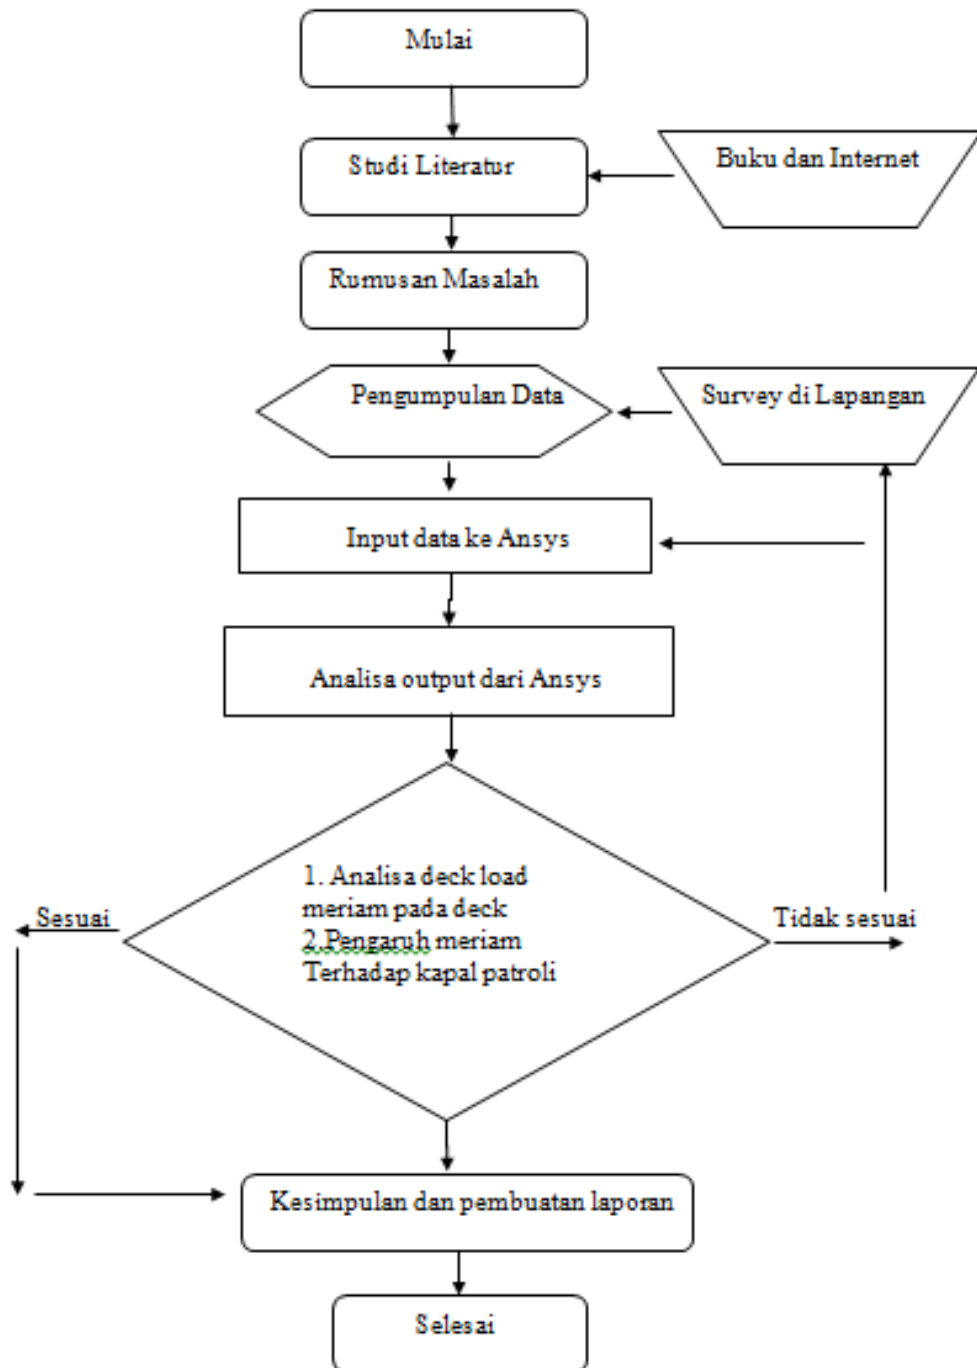 Mulai
Studi Literatur
Buku dan Internet
Rumusan Masalah
Pengumpulan Data
Survey di Lapangan
Input data ke Ansys
Analisa output dari Ansys
1. Analisa deck load
meriam pada deck
2.Pengaruh meriam
Terhadap kapal patroli
Sesuai
Tidak sesuai
Kesimpulan dan pembuatan laporan
Selesai